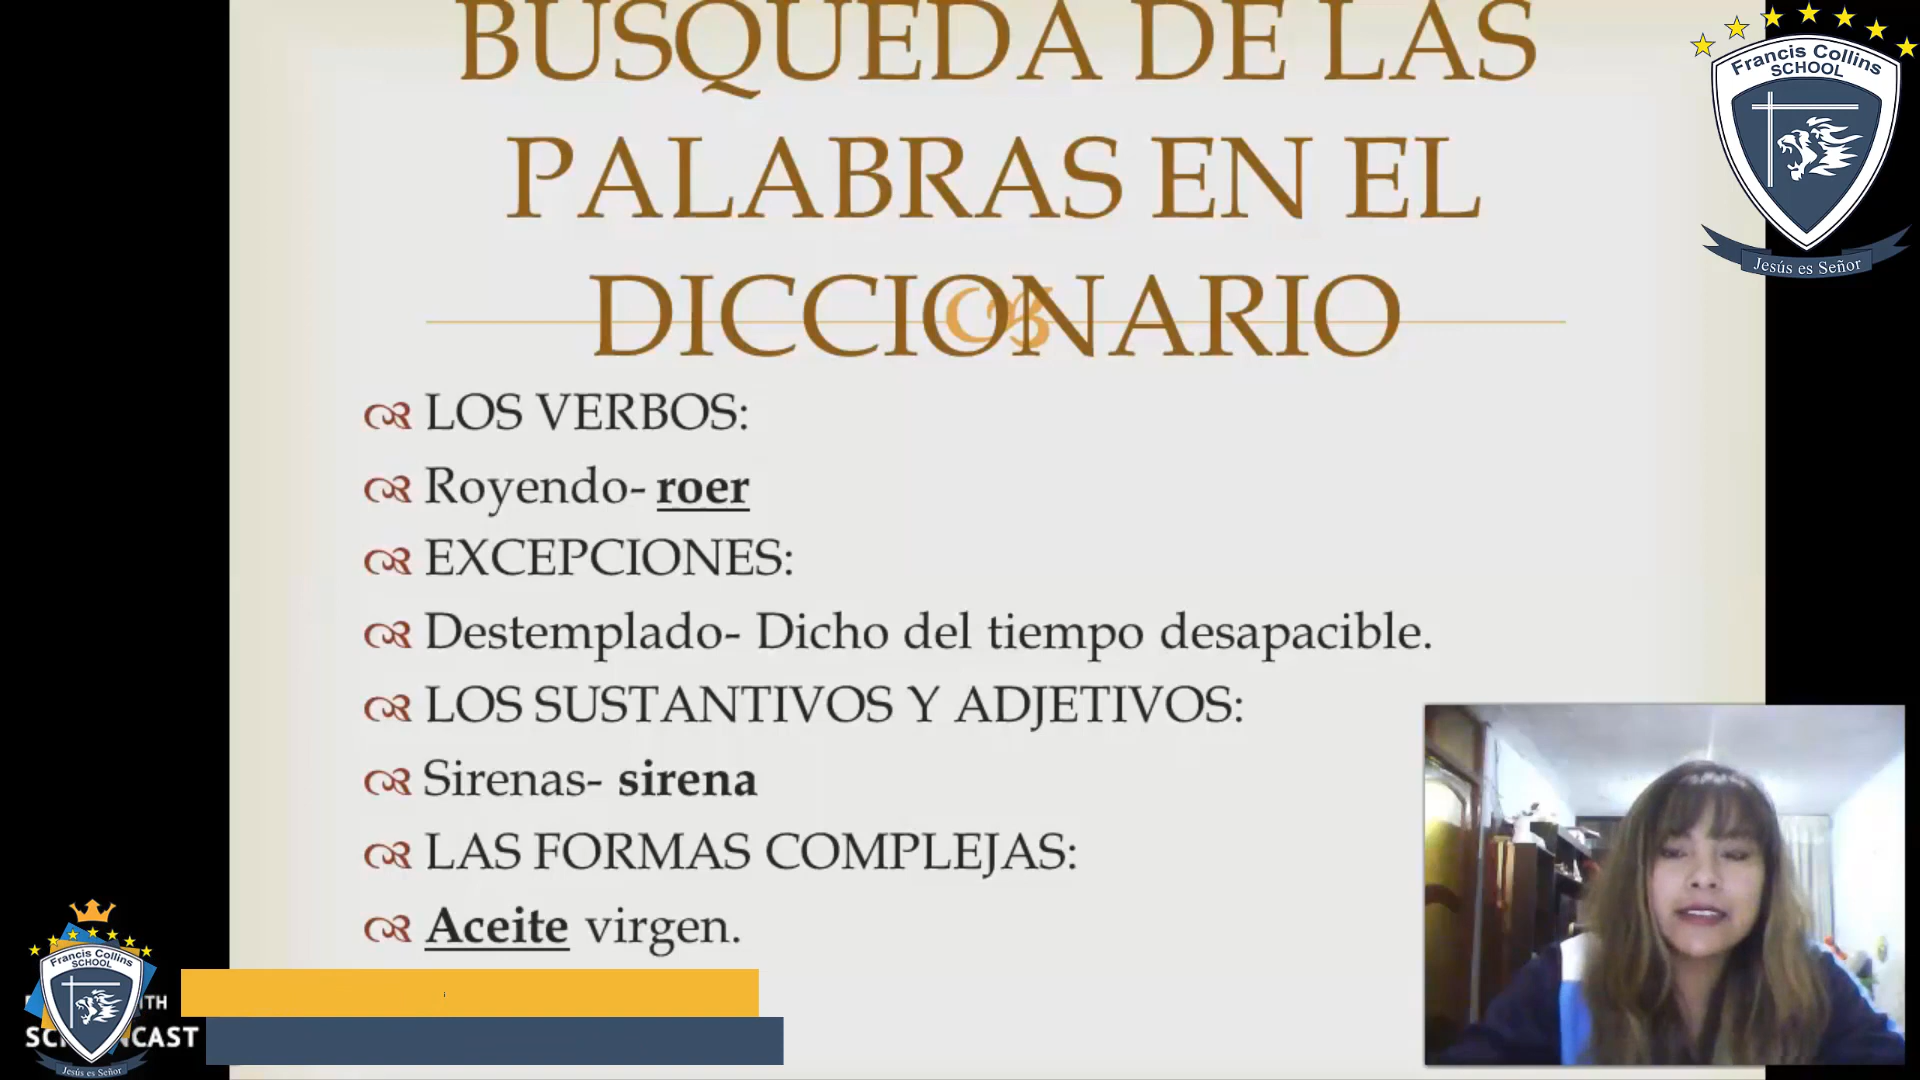 BUSQUEDA DE LAS
PALABRAS EN EL
DICCIONARIO
LOS VERBOS:
Royendo- roer
EXCEPCIONES:
Destemplado- Dicho del tiempo desapacible.
LOS SUSTANTIVOS Y ADJETIVOS:
Sirenas- sirena
LAS FORMAS COMPLEJAS:
Aceite virgen.
Francis Collins
SCHOOL
Jesús es Señor
Francis Collins
SCHOOL
Jesús es Señor